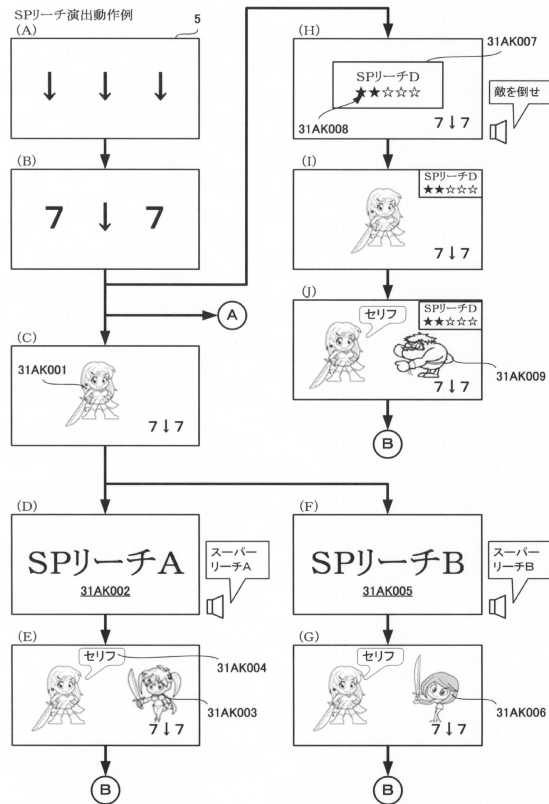 SPリーチ演出動作例
(A)
5
↓ ↓ ↓
(B)
7 ↓ 7
A
(C)
31AK001
7↓7
(D)
SPリーチA
31AK002
スーパー
リーチA
(E)
セリフ
31AK004
31AK003
7↓7
B
(H)
31AK007
SPリーチD
★★☆☆☆
31AK008
7↓7
敵を倒せ
(I)
SPリーチD
★★☆☆☆
7↓7
(J)
セリフ
SPリーチD
★★☆☆☆
31AK009
7↓7
B
(F)
SPリーチB
31AK005
スーパー
リーチB
(G)
セリフ
31AK006
7↓7
B